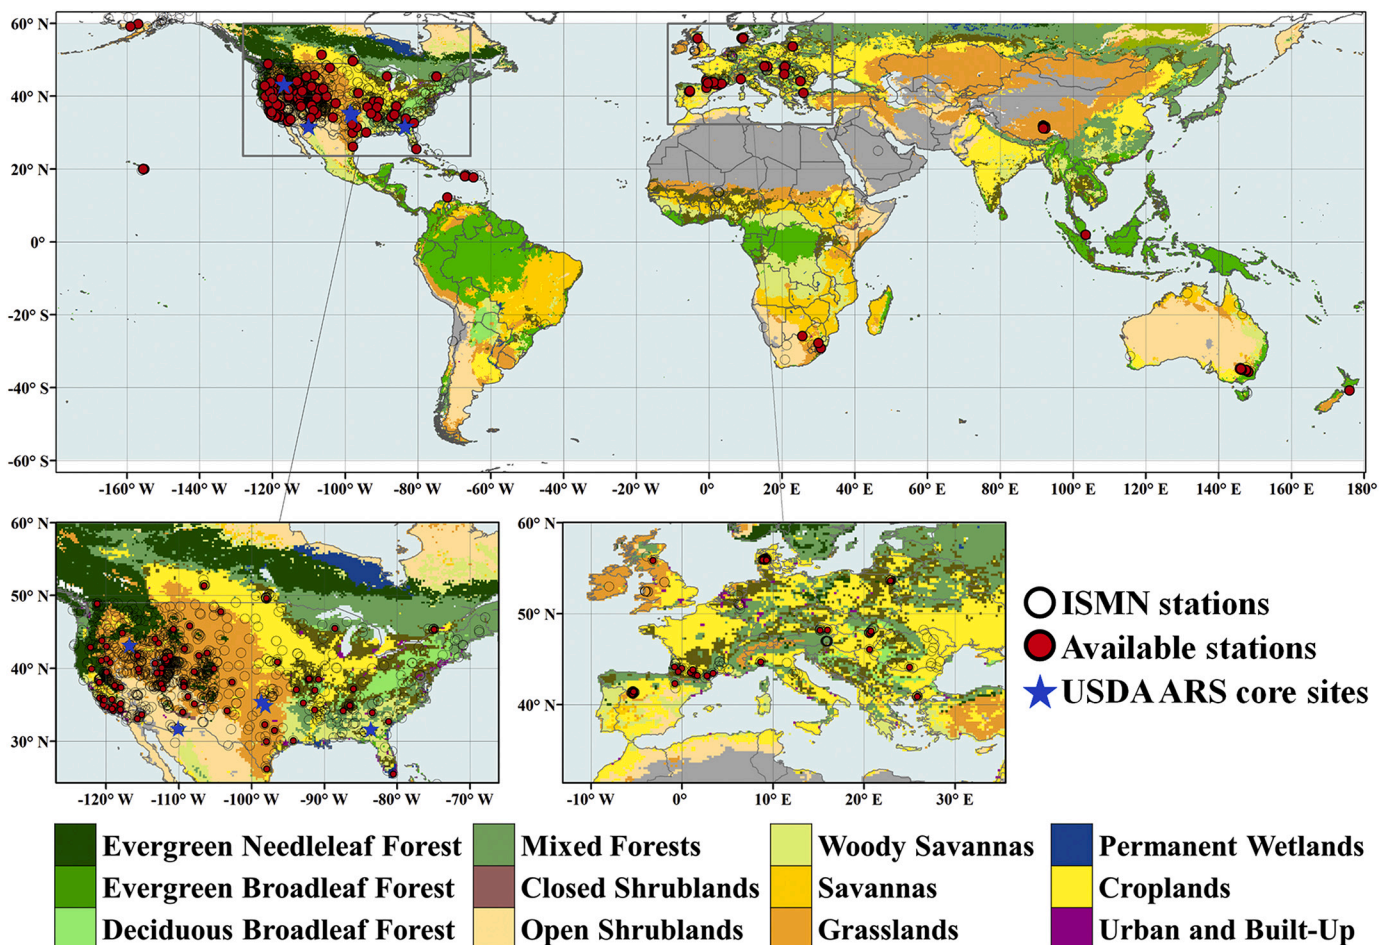 60° N
40° N
20° N
0°
-20° S
-40° S
-60° S
-160° W -140° W -120° W -100° W -80° W -60° W -40° W -20° W 0° 20° E 40° E 60° E 80° E 100° E 120° E 140° E 160° E 180°
60° N
50° N
40° N
30° N
-120° W -110° W -100° W -90° W -80° W -70° W
60° N
50° N
40° N
-10° W 0° 10° E 20° E 30° E
ISMN stations
Available stations
USDA ARS core sites
Evergreen Needleleaf Forest Mixed Forests Woody Savannas Permanent Wetlands
Evergreen Broadleaf Forest Closed Shrublands Savannas Croplands
Deciduous Broadleaf Forest Open Shrublands Grasslands Urban and Built-Up